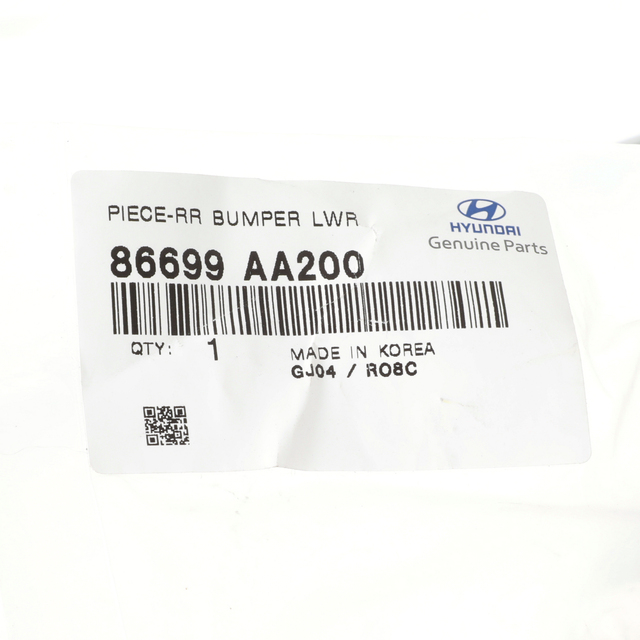 PIECE-RR BUMPER LWR
HYUNDAI
Genuine Parts
86699 AA200
QTY: 1
MADE IN KOREA
GJ04 / R08C